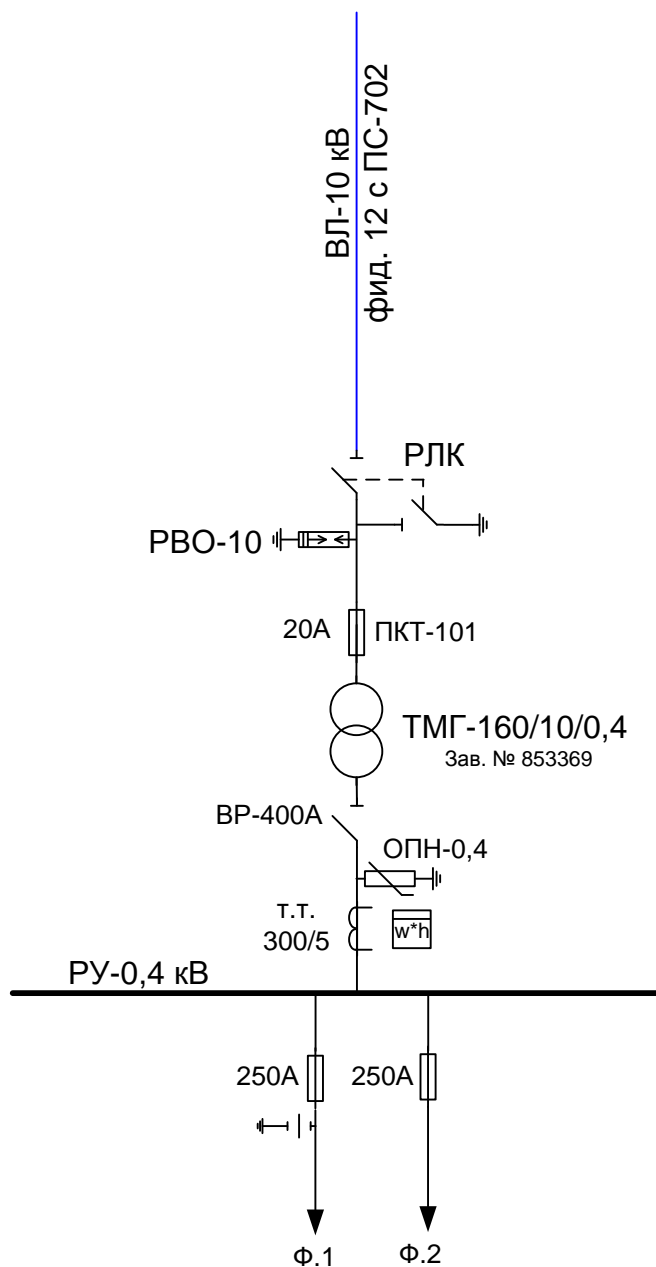 ВЛ-10 кВ
фид. 12 с ПС-702
РЛК
РВО-10
20А
ПКТ-101
ТМГ-160/10/0,4
Зав. № 853369
ВР-400А
ОПН-0,4
т.т.
300/5
w*h
РУ-0,4 кВ
250А
250А
Ф.1
Ф.2